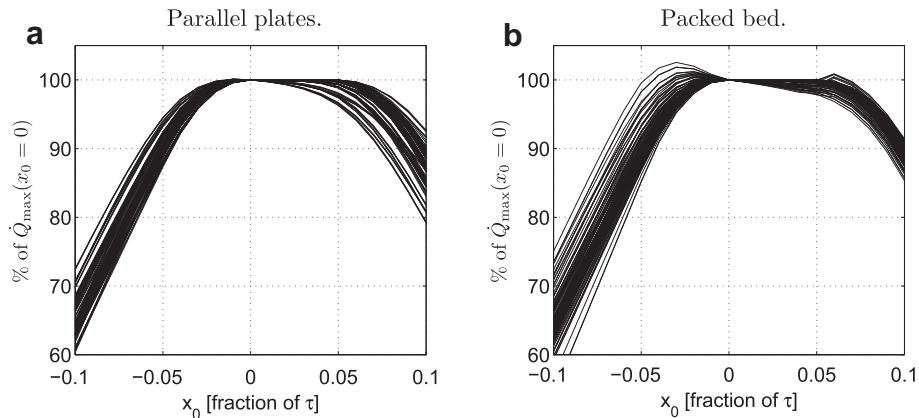 a
Parallel plates.
% of Q̇max(x0 = 0)
100
90
80
70
60
−0.1
−0.05
0
0.05
0.1
x0 [fraction of τ]
b
Packed bed.
% of Q̇max(x0 = 0)
100
90
80
70
60
−0.1
−0.05
0
0.05
0.1
x0 [fraction of τ]